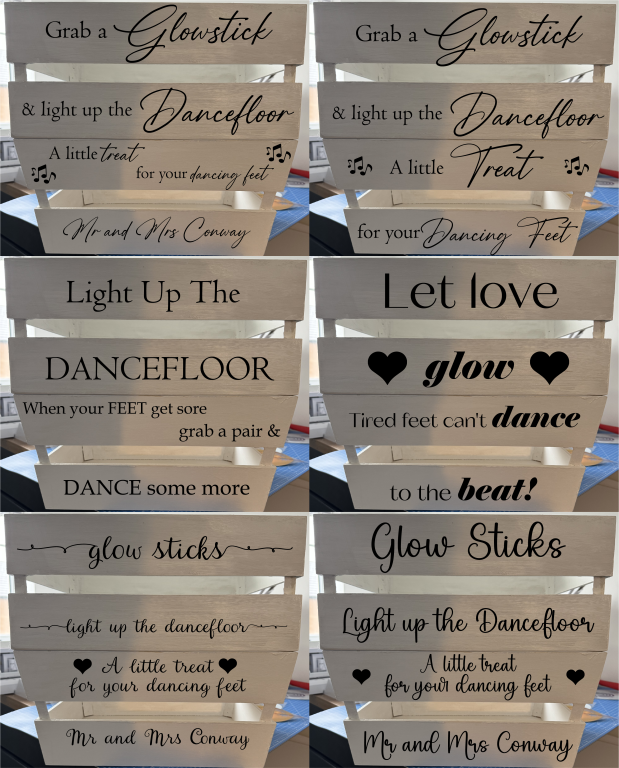 Grab a Glowstick
& light up the Dancefloor
A little treat
for your dancing feet
Mr and Mrs Conway
Grab a Glowstick
& light up the Dancefloor
A little Treat
for your Dancing Feet
Light Up The
DANCEFLOOR
When your FEET get sore
grab a pair &
DANCE some more
Let love
glow
Tired feet can't dance
to the beat!
glow sticks
light up the dancefloor
A little treat
for your dancing feet
Mr and Mrs Conway
Glow Sticks
Light up the Dancefloor
A little treat
for your dancing feet
Mr and Mrs Conway